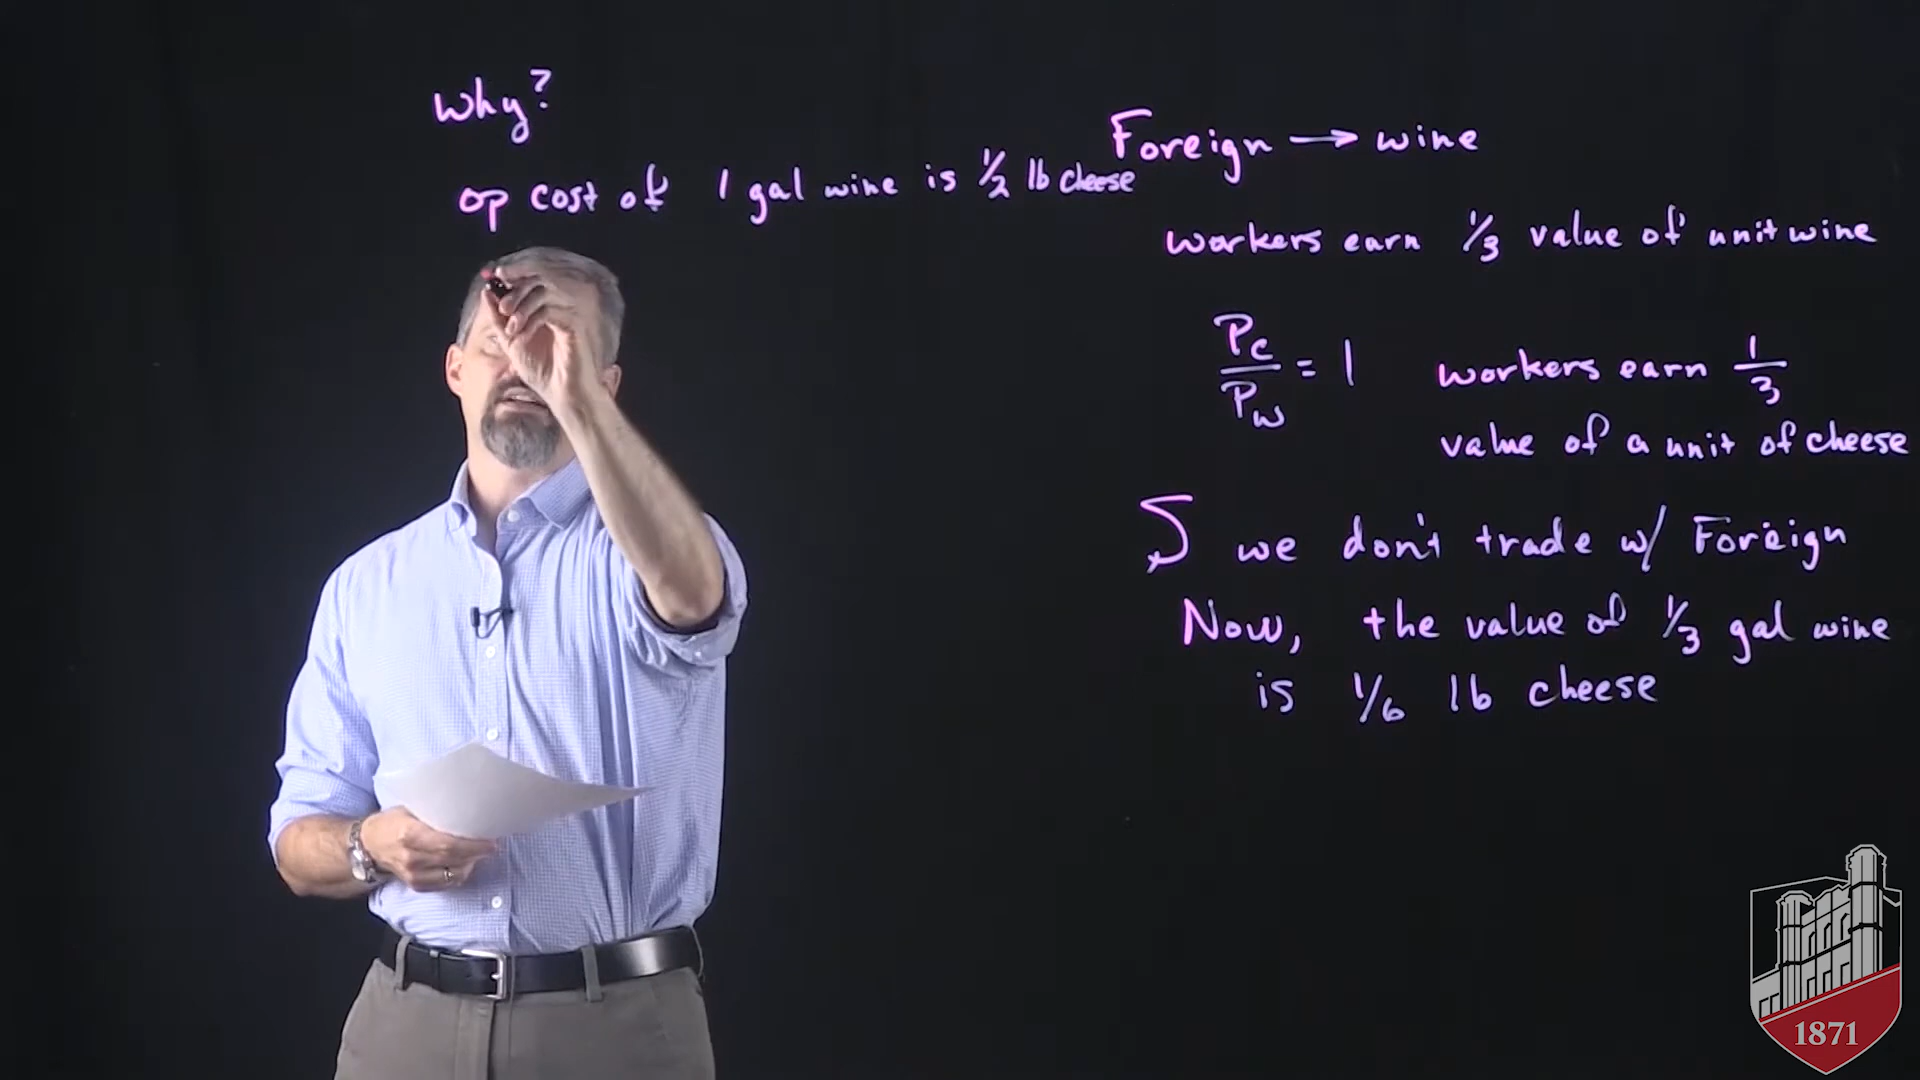 Why?
op cost of 1 gal wine is 1/2 lb cheese
Foreign → wine
workers earn 1/3 value of unit wine
Pc/Pw = 1 workers earn 1/3
value of a unit of cheese
S we don't trade w/ Foreign
Now, the value of 1/3 gal wine
is 1/6 lb cheese
1871